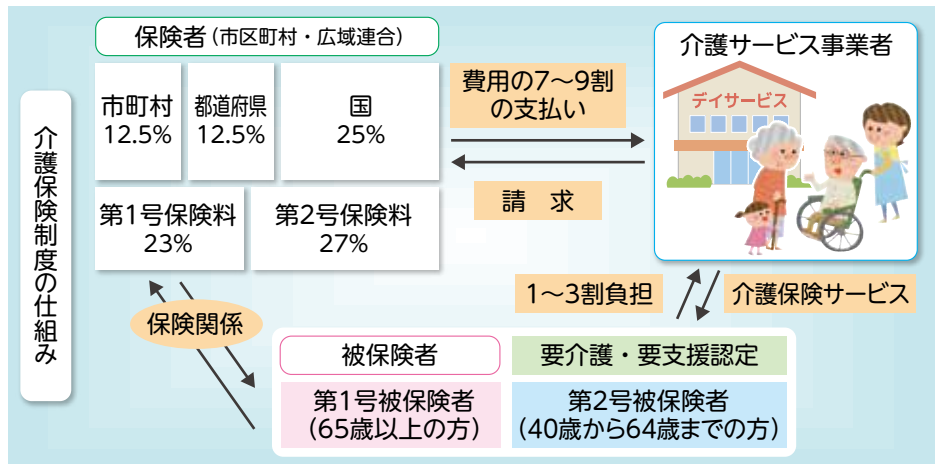 介護保険制度の仕組み
保険者（市区町村・広域連合）
市町村
12.5%
都道府県
12.5%
国
25%
第1号保険料
23%
第2号保険料
27%
費用の7～9割
の支払い
請　求
介護サービス事業者
デイサービス
1～3割負担
介護保険サービス
保険関係
被保険者
要介護・要支援認定
第1号被保険者
（65歳以上の方）
第2号被保険者
（40歳から64歳までの方）